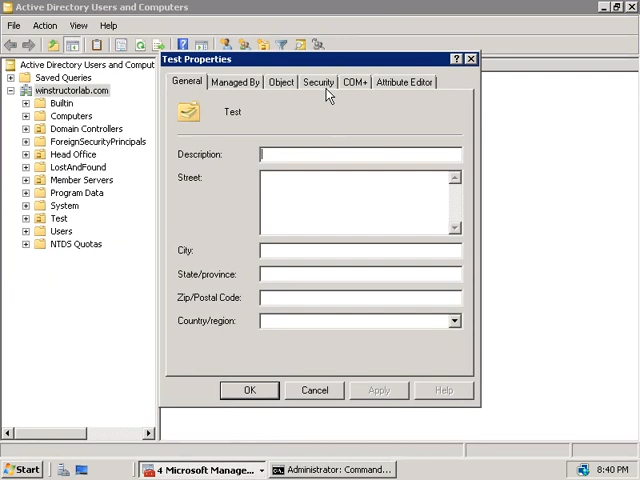 Active Directory Users and Computers
File Action View Help
Active Directory Users and Comput
Saved Queries
winstructorlab.com
Builtin
Computers
Domain Controllers
ForeignSecurityPrincipals
Head Office
LostAndFound
Member Servers
Program Data
System
Test
Users
NTDS Quotas
Test Properties
General Managed By Object Security COM+ Attribute Editor
Test
Description:
Street:
City:
State/province:
Zip/Postal Code:
Country/region:
OK Cancel Apply Help
Start 4 Microsoft Manage... Administrator: Command... 8:40 PM